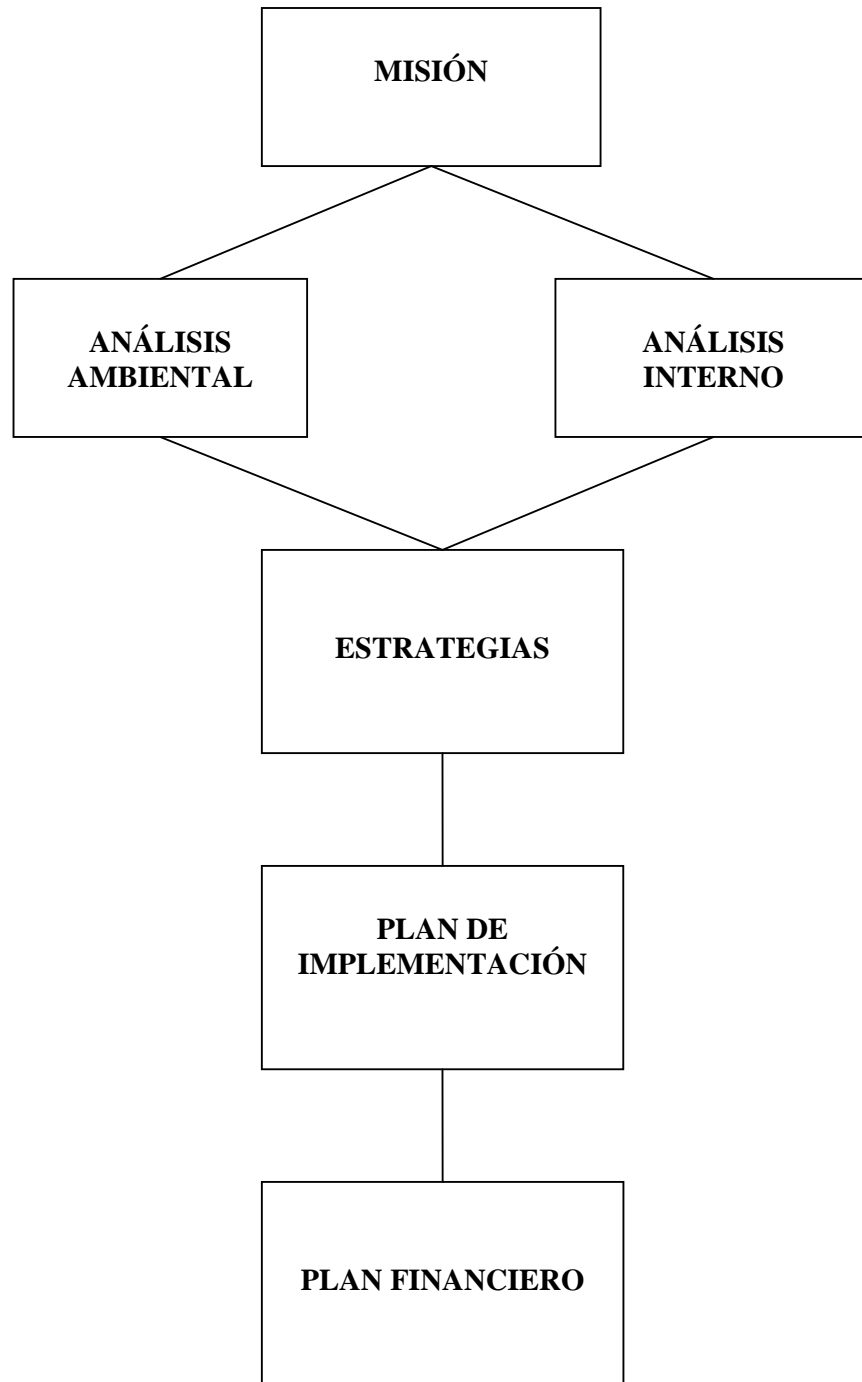 MISIÓN
ANÁLISIS
AMBIENTAL
ANÁLISIS
INTERNO
ESTRATEGIAS
PLAN DE
IMPLEMENTACIÓN
PLAN FINANCIERO